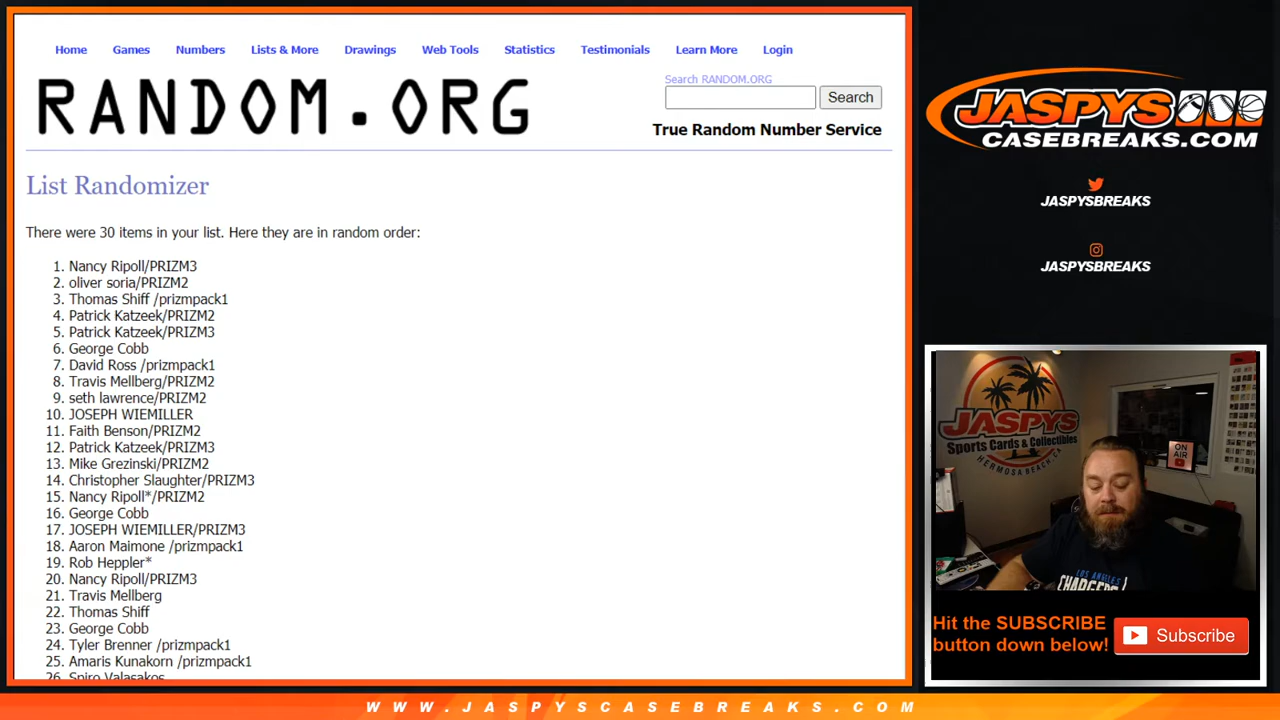 Home Games Numbers Lists & More Drawings Web Tools Statistics Testimonials Learn More Login
RANDOM.ORG
Search RANDOM.ORG
Search
True Random Number Service
List Randomizer
There were 30 items in your list. Here they are in random order:
1. Nancy Ripoll/PRIZM3
2. oliver soria/PRIZM2
3. Thomas Shiff /prizmpack1
4. Patrick Katzeek/PRIZM2
5. Patrick Katzeek/PRIZM3
6. George Cobb
7. David Ross /prizmpack1
8. Travis Mellberg/PRIZM2
9. seth lawrence/PRIZM2
10. JOSEPH WIEMILLER
11. Faith Benson/PRIZM2
12. Patrick Katzeek/PRIZM3
13. Mike Grezinski/PRIZM2
14. Christopher Slaughter/PRIZM3
15. Nancy Ripoll*/PRIZM2
16. George Cobb
17. JOSEPH WIEMILLER/PRIZM3
18. Aaron Maimone /prizmpack1
19. Rob Heppler*
20. Nancy Ripoll/PRIZM3
21. Travis Mellberg
22. Thomas Shiff
23. George Cobb
24. Tyler Brenner /prizmpack1
25. Amaris Kunakorn /prizmpack1
26. Spiro Valasakos
JASPYS
CASEBREAKS.COM
JASPYSBREAKS
JASPYSBREAKS
JASPYS
Sports Cards & Collectibles
HERMOSA BEACH, CA
ON
AIR
LOS ANGELES
CHARGERS
Hit the SUBSCRIBE
button down below!
Subscribe
WWW.JASPYSCASEBREAKS.COM